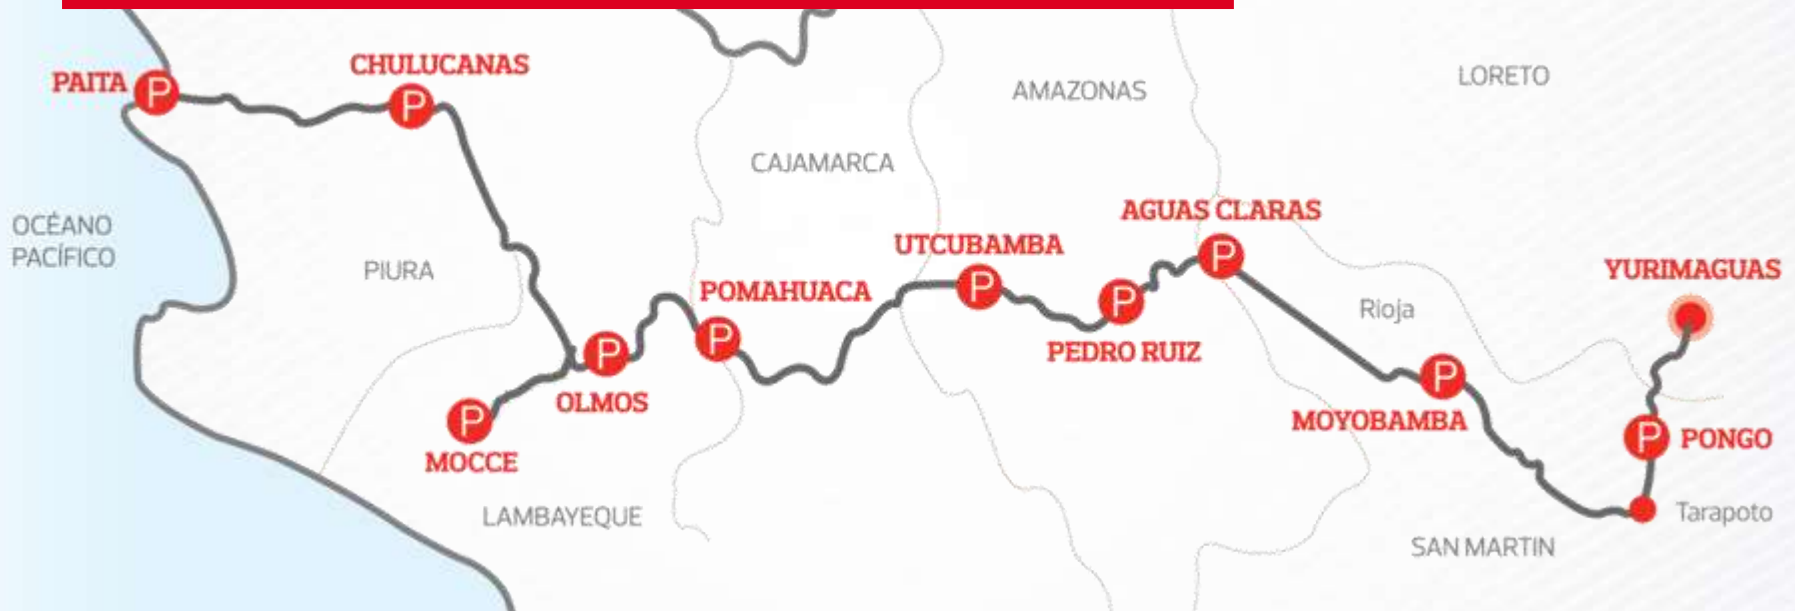 CHULUCANAS
PAITA
P
P
AMAZONAS
LORETO
CAJAMARCA
OCÉANO
PACÍFICO
PIURA
AGUAS CLARAS
P
UTCUBAMBA
P
POMAHUACA
P
P
PEDRO RUIZ
Rioja
YURIMAGUAS
P
OLMOS
P
MOCCE
P
MOYOBAMBA
P
PONGO
LAMBAYEQUE
Tarapoto
SAN MARTIN